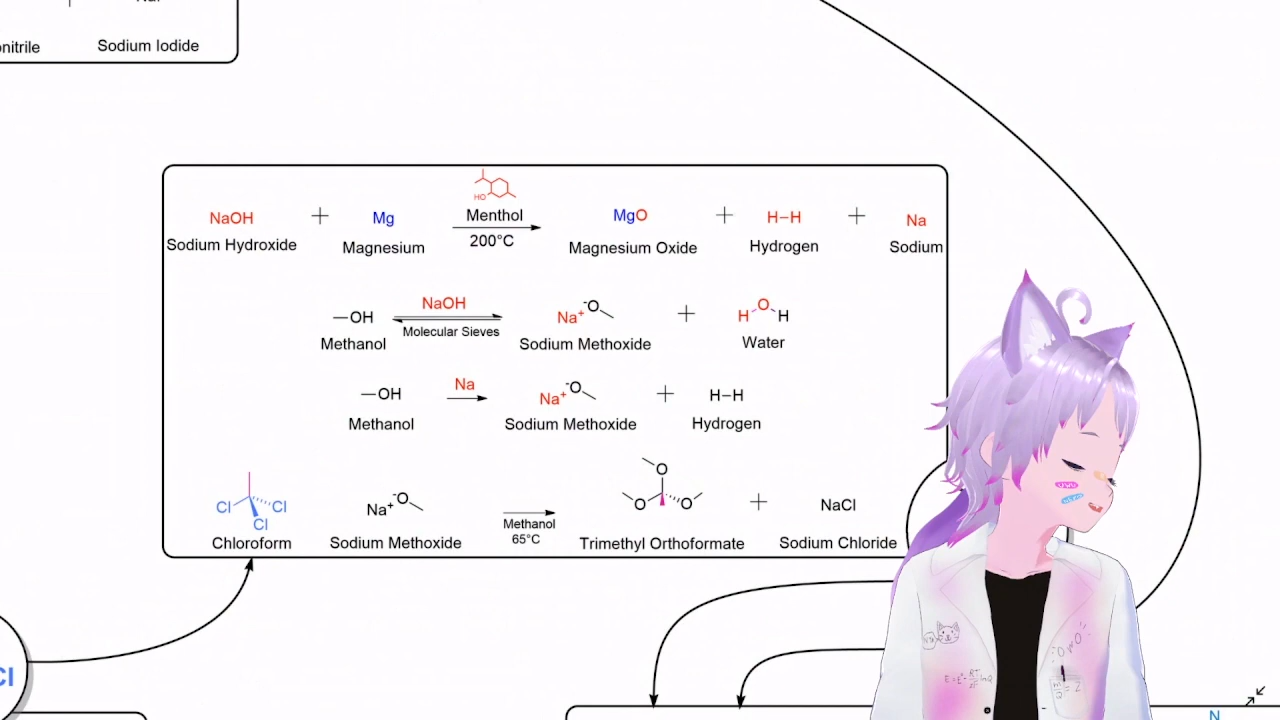 onitrile Sodium Iodide
HO
NaOH + Mg Menthol MgO + H-H + Na
Sodium Hydroxide Magnesium 200°C Magnesium Oxide Hydrogen Sodium
NaOH
—OH Na⁺ ⁻O + H O H
Methanol Molecular Sieves Sodium Methoxide Water
Na
—OH Na⁺ ⁻O + H-H
Methanol Sodium Methoxide Hydrogen
O
Cl Cl Cl Na⁺ ⁻O O O + NaCl
Methanol
65°C
Chloroform Sodium Methoxide Trimethyl Orthoformate Sodium Chloride
Cl
N